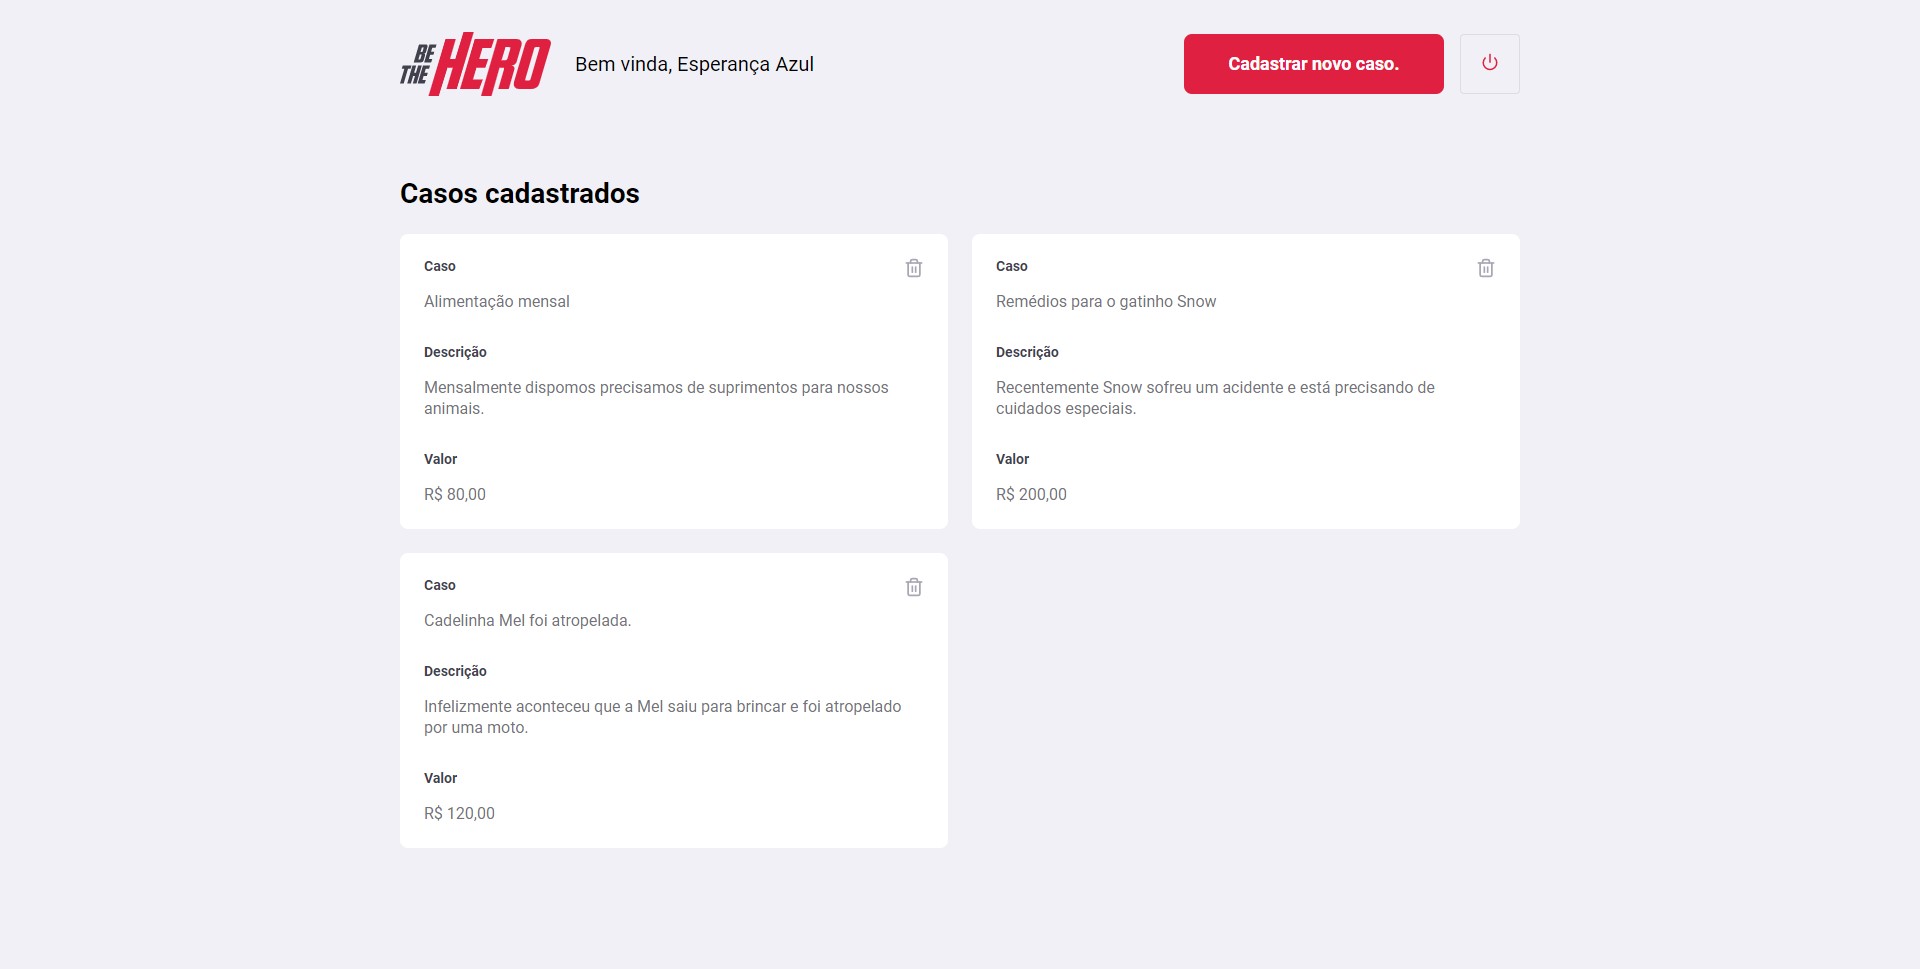 BE
THE HERO
Bem vinda, Esperança Azul
Cadastrar novo caso.
Casos cadastrados
Caso
Alimentação mensal
Descrição
Mensalmente dispomos precisamos de suprimentos para nossos
animais.
Valor
R$ 80,00
Caso
Remédios para o gatinho Snow
Descrição
Recentemente Snow sofreu um acidente e está precisando de
cuidados especiais.
Valor
R$ 200,00
Caso
Cadelinha Mel foi atropelada.
Descrição
Infelizmente aconteceu que a Mel saiu para brincar e foi atropelado
por uma moto.
Valor
R$ 120,00